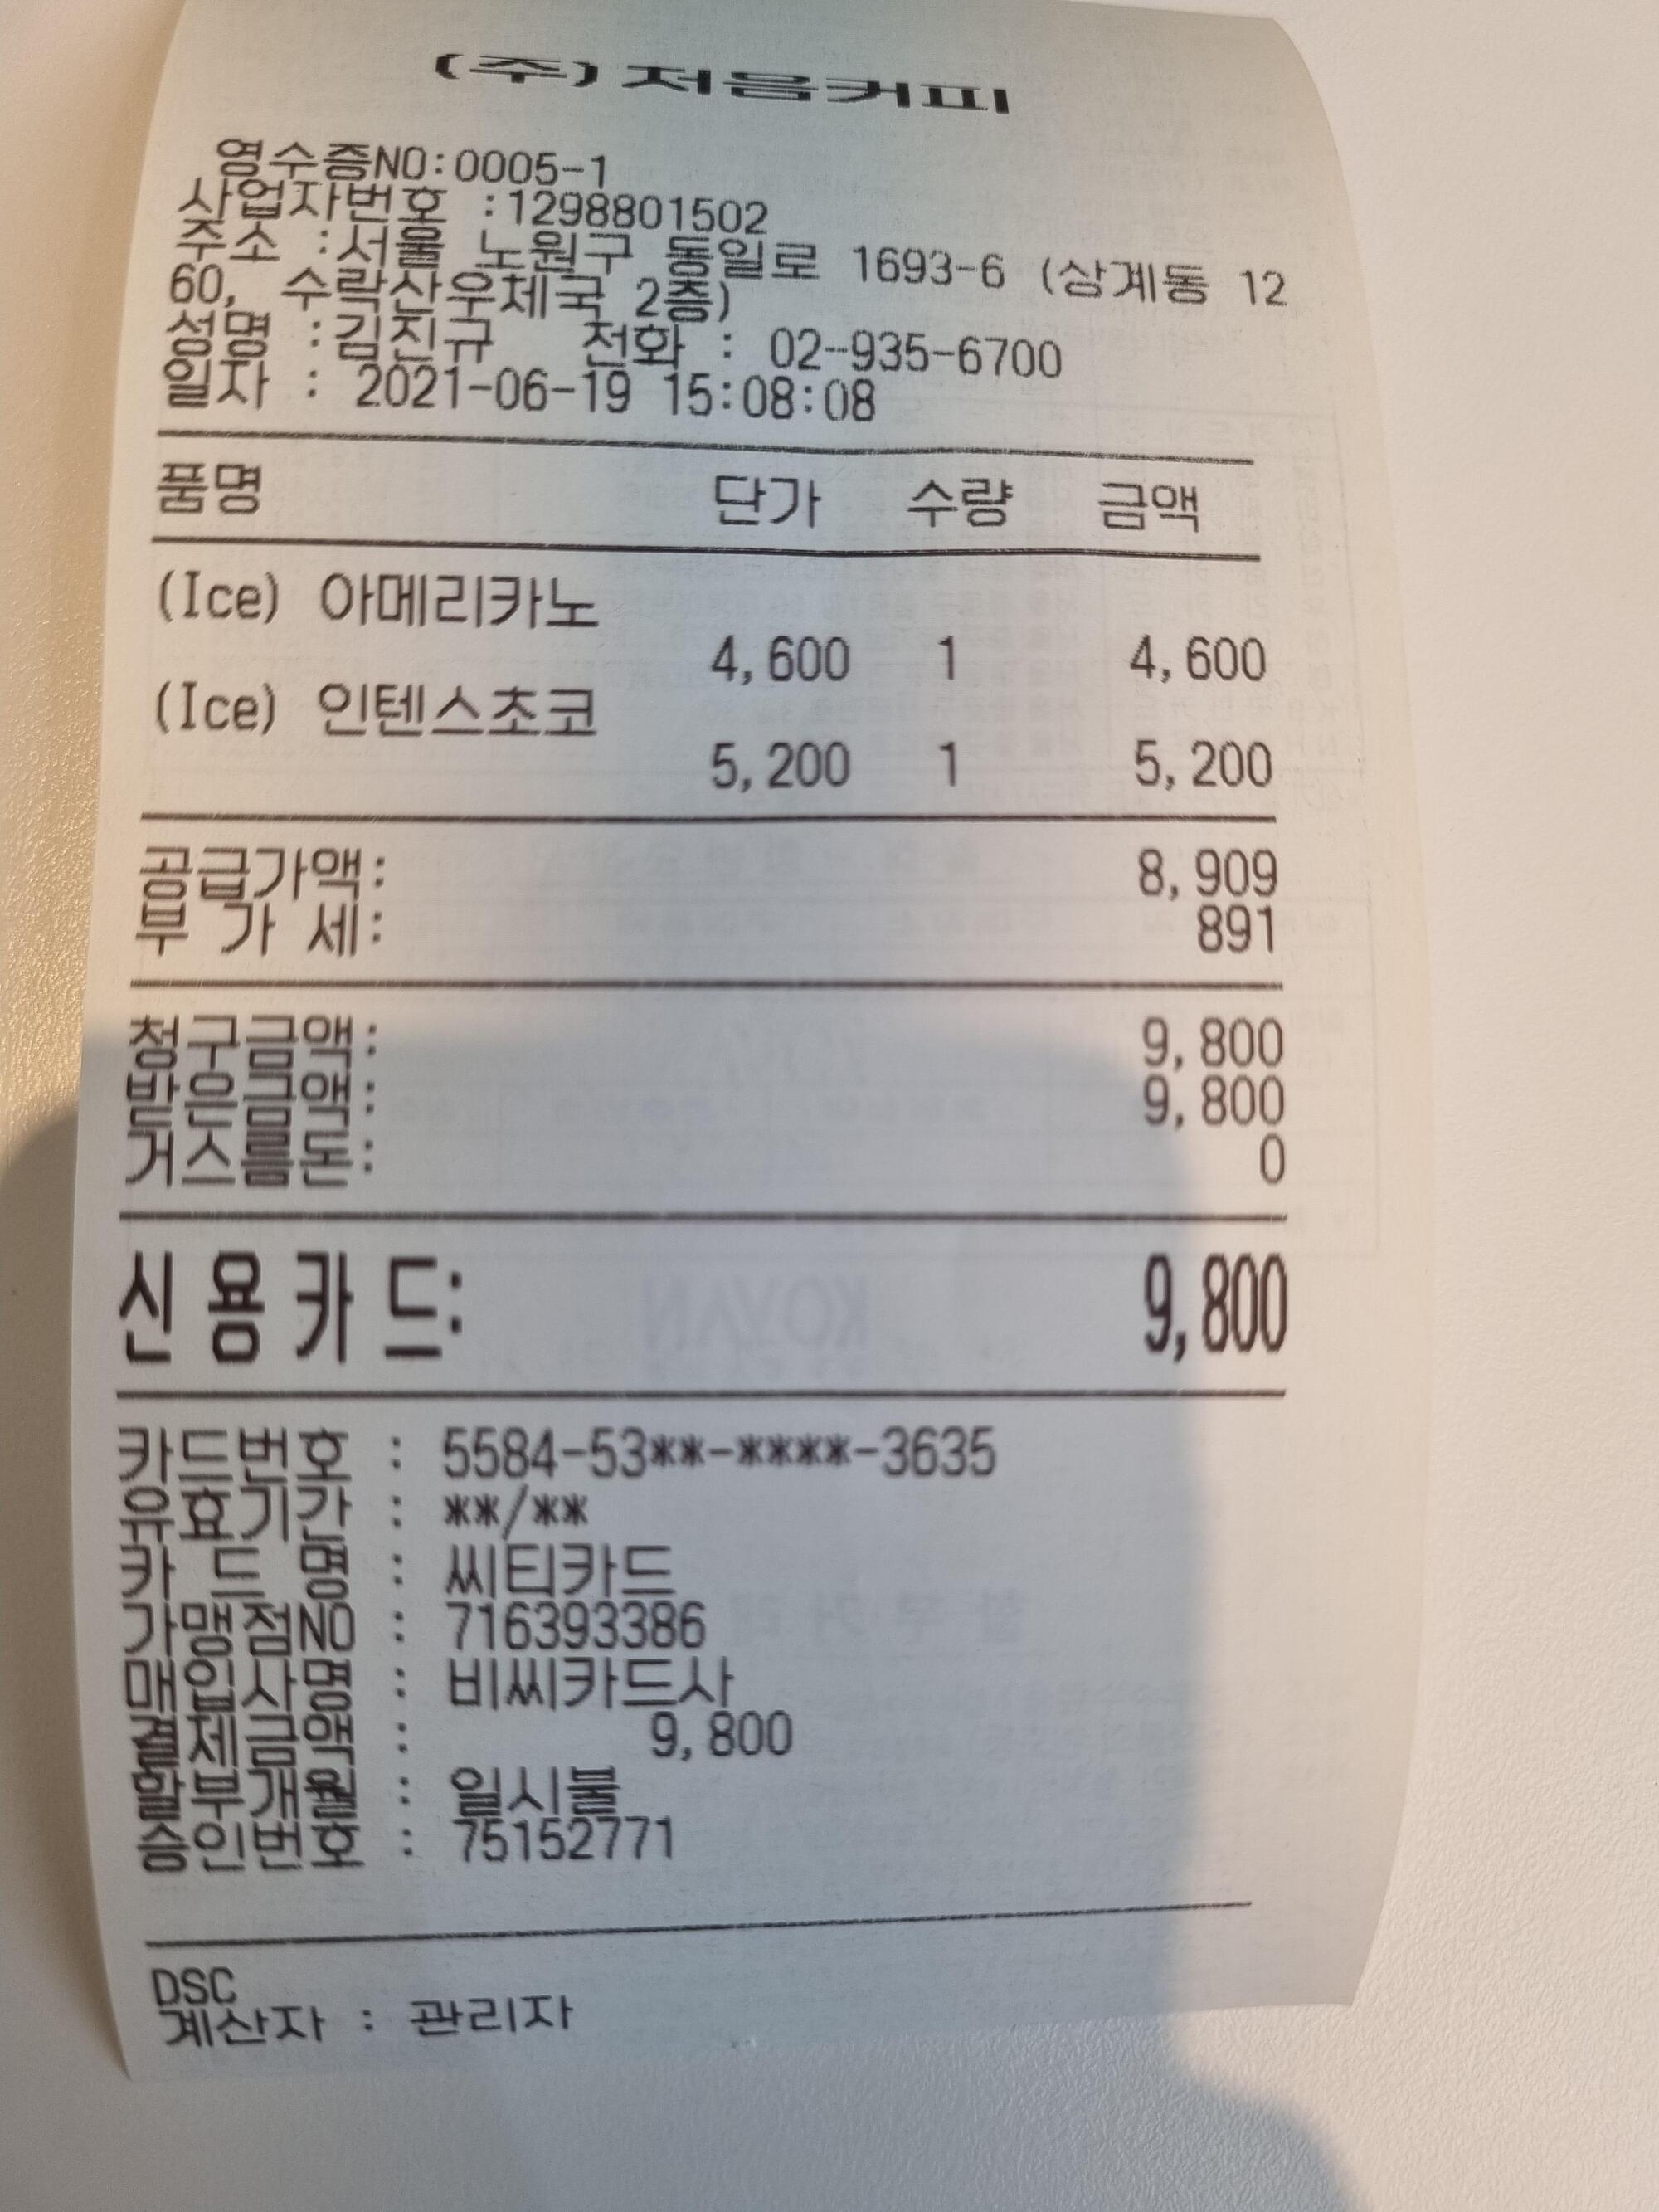 (주)저음커피
영수증NO:0005-1
사업자번호 :1298801502
주소 :서울 노원구 동일로 1693-6 (상계동 12
60, 수락산우체국 2층)
성명 :김진규 전화 : 02-935-6700
일자 : 2021-06-19 15:08:08
품명 단가 수량 금액
(Ice) 아메리카노
4,600 1 4,600
(Ice) 인텐스초코
5,200 1 5,200
공급가액: 8,909
부 가 세: 891
청구금액: 9,800
받은금액: 9,800
거스름돈: 0
신용카드: 9,800
카드번호 : 5584-53**-****-3635
유효기간 : **/**
카 드 명 : 씨티카드
가맹점NO : 716393386
매입사명 : 비씨카드사
결제금액 : 9,800
할부개월 : 일시불
승인번호 : 75152771
DSC
계산자 : 관리자